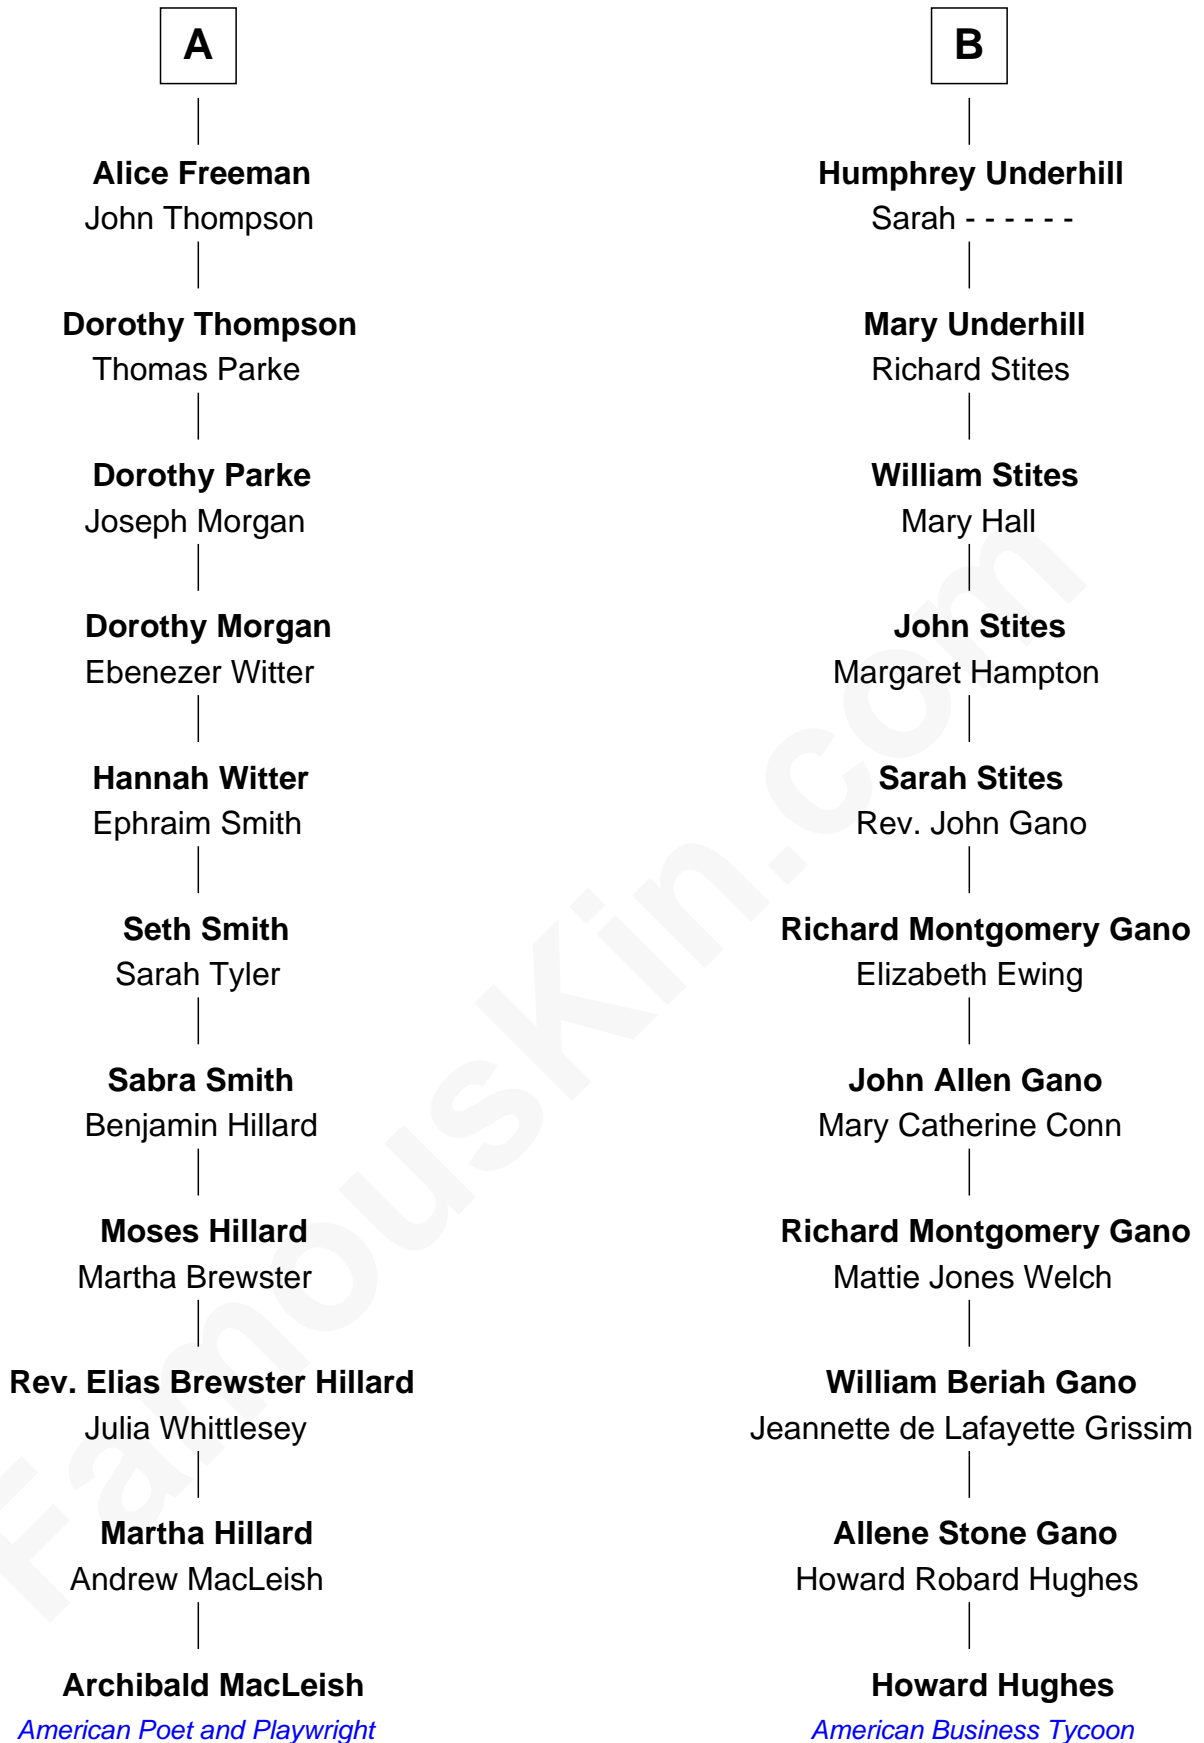 A
Alice Freeman
John Thompson
Dorothy Thompson
Thomas Parke
Dorothy Parke
Joseph Morgan
Dorothy Morgan
Ebenezer Witter
Hannah Witter
Ephraim Smith
Seth Smith
Sarah Tyler
Sabra Smith
Benjamin Hillard
Moses Hillard
Martha Brewster
Rev. Elias Brewster Hillard
Julia Whittlesey
Martha Hillard
Andrew MacLeish
Archibald MacLeish
American Poet and Playwright
B
Humphrey Underhill
Sarah - - - - - -
Mary Underhill
Richard Stites
William Stites
Mary Hall
John Stites
Margaret Hampton
Sarah Stites
Rev. John Gano
Richard Montgomery Gano
Elizabeth Ewing
John Allen Gano
Mary Catherine Conn
Richard Montgomery Gano
Mattie Jones Welch
William Beriah Gano
Jeannette de Lafayette Grissim
Allene Stone Gano
Howard Robard Hughes
Howard Hughes
American Business Tycoon
FamousKin.com